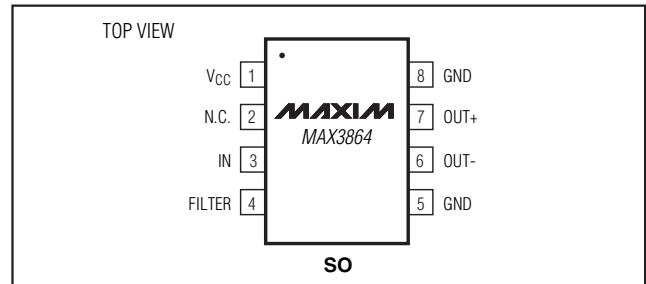 TOP VIEW
VCC 1
N.C. 2
IN 3
FILTER 4
MAXIM
MAX3864
8 GND
7 OUT+
6 OUT-
5 GND
SO